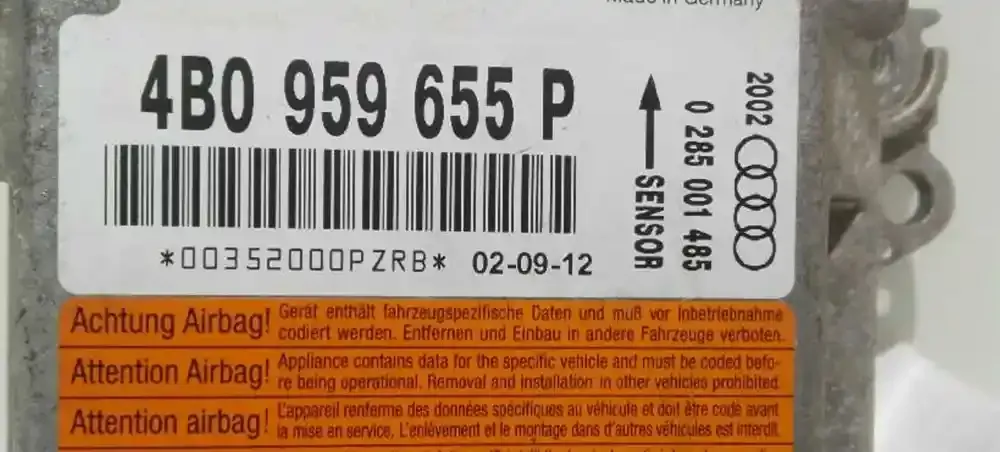 Made in Germany
4B0 959 655 P
*00352000PZRB* 02-09-12
SENSOR
0 285 001 485
2002
Achtung Airbag!
Gerät enthält fahrzeugspezifische Daten und muß vor Inbetriebnahme
codiert werden. Entfernen und Einbau in andere Fahrzeuge verboten.
Attention Airbag!
Appliance contains data for the specific vehicle and must be coded befo-
re being operational. Removal and installation in other vehicles prohibited.
Attention airbag!
L'appareil renferme des données spécifiques au véhicule et doit être codé avant
la mise en service. L'enlèvement et le montage dans d'autres véhicules est interdit.